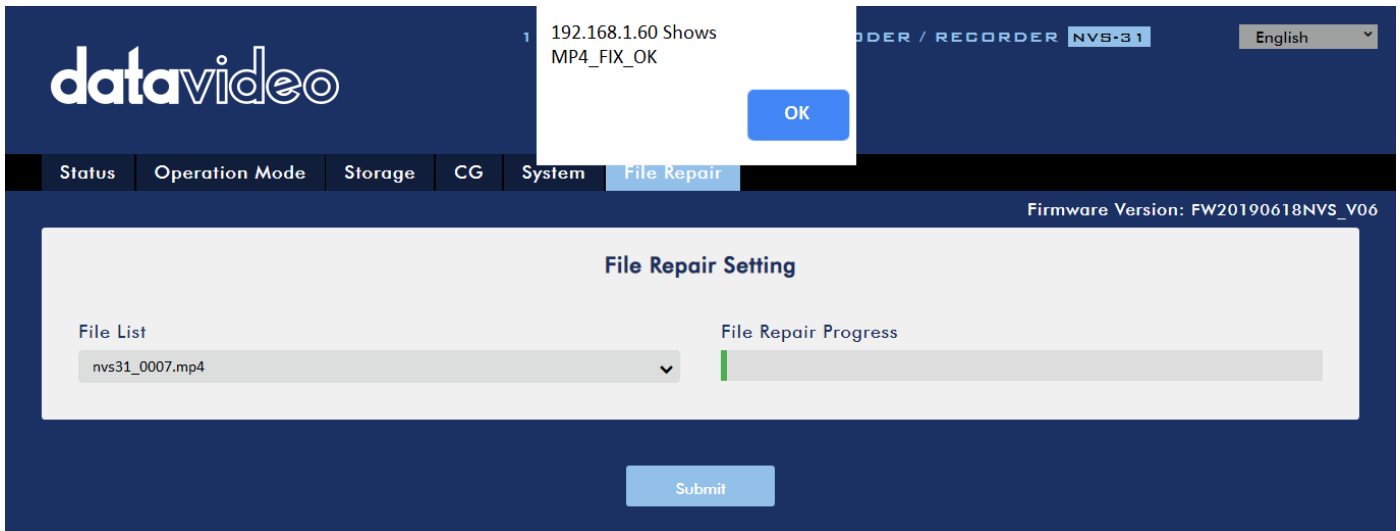 192.168.1.60 Shows
MP4_FIX_OK
OK
datavideo
1
RECORDER NVS-31
English
Status Operation Mode Storage CG System File Repair
Firmware Version: FW20190618NVS_V06
File Repair Setting
File List
File Repair Progress
nvs31_0007.mp4
Submit